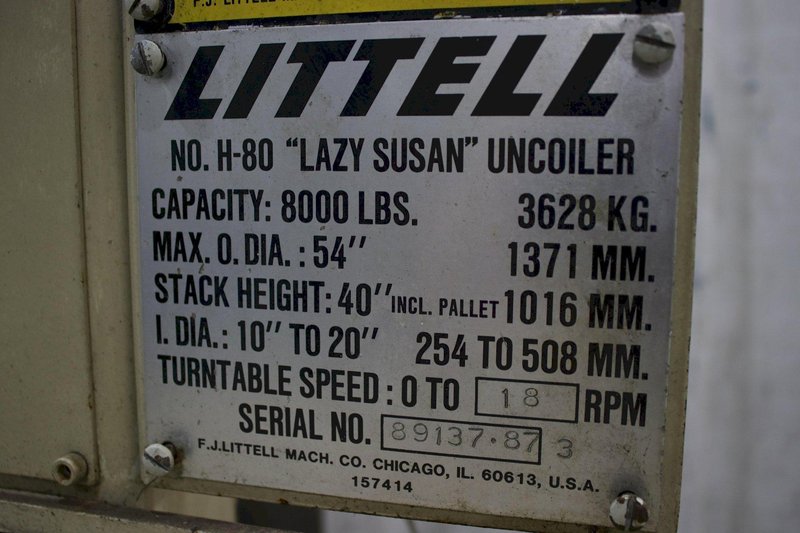 LITTELL
NO. H-80 "LAZY SUSAN" UNCOILER
CAPACITY: 8000 LBS. 3628 KG.
MAX. O. DIA. : 54" 1371 MM.
STACK HEIGHT: 40" INCL. PALLET 1016 MM.
I. DIA.: 10" TO 20" 254 TO 508 MM.
TURNTABLE SPEED : 0 TO 18 RPM
SERIAL NO. 89137-87 3
F.J.LITTELL MACH. CO. CHICAGO, IL. 60613, U.S.A.
157414